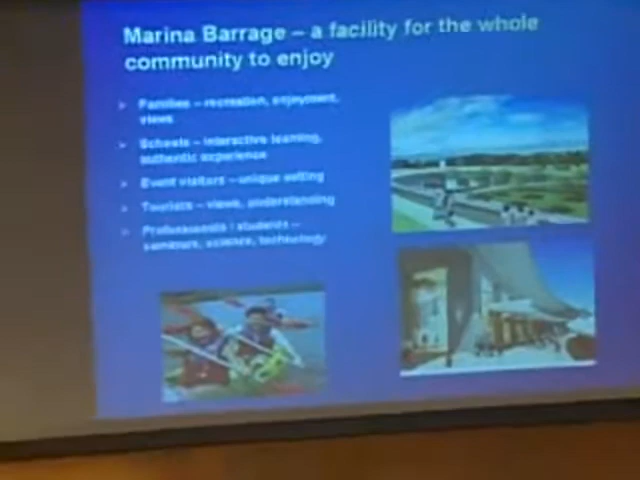 Marina Barrage – a facility for the whole
community to enjoy
Families – recreation, enjoyment,
views
Schools – interactive learning,
authentic experience
Event visitors – unique setting
Tourists – views, understanding
Professionals / students –
seminars, science, technology